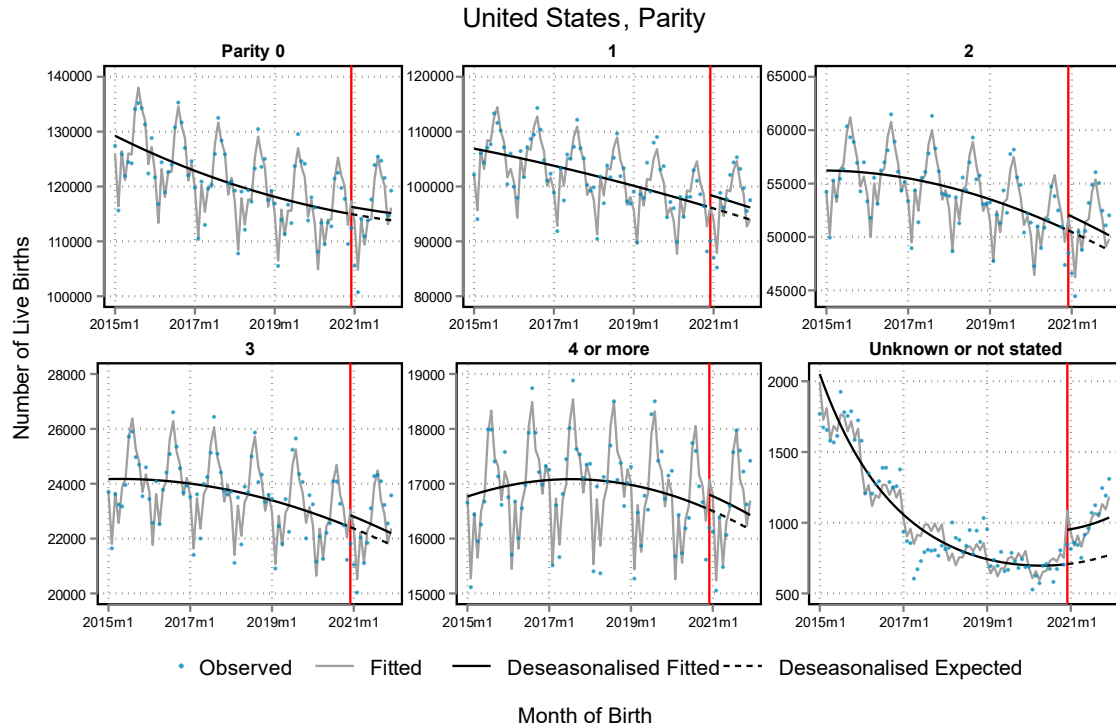 United States, Parity
Parity 0
1
2
140000
130000
120000
110000
100000
2015m1
2017m1
2019m1
2021m1
120000
110000
100000
90000
80000
2015m1
2017m1
2019m1
2021m1
65000
60000
55000
50000
45000
2015m1
2017m1
2019m1
2021m1
Number of Live Births
3
4 or more
Unknown or not stated
28000
26000
24000
22000
20000
2015m1
2017m1
2019m1
2021m1
19000
18000
17000
16000
15000
2015m1
2017m1
2019m1
2021m1
2000
1500
1000
500
2015m1
2017m1
2019m1
2021m1
Observed Fitted Deseasonalised Fitted Deseasonalised Expected
Month of Birth